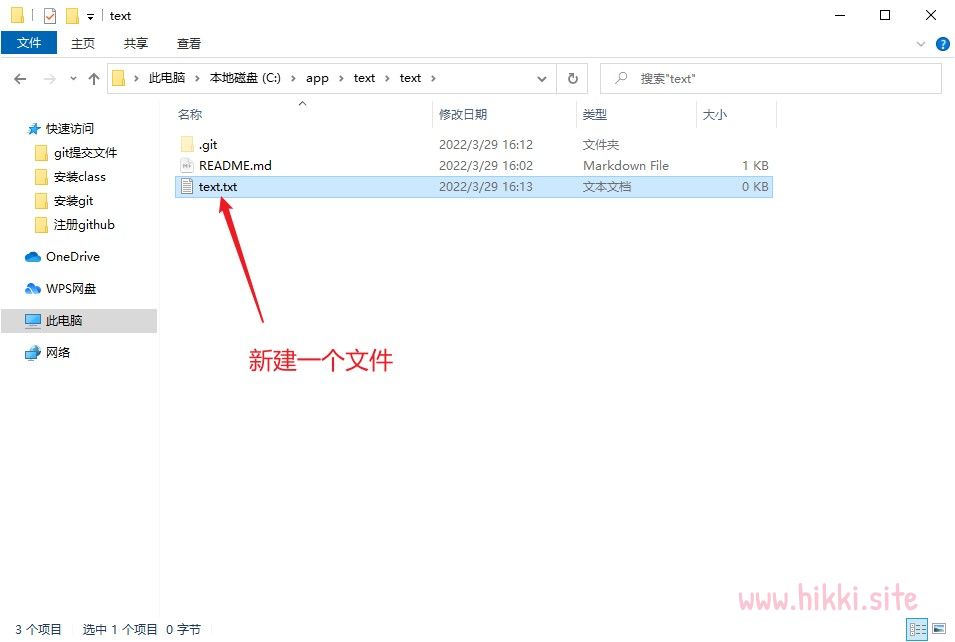 text
文件 主页 共享 查看
此电脑 本地磁盘 (C:) app text text 搜索"text"
名称 修改日期 类型 大小
快速访问
git提交文件
安装class
安装git
注册github
OneDrive
WPS网盘
此电脑
网络
.git 2022/3/29 16:12 文件夹
README.md 2022/3/29 16:02 Markdown File 1 KB
text.txt 2022/3/29 16:13 文本文档 0 KB
新建一个文件
www.hikki.site
3 个项目 选中 1 个项目 0 字节